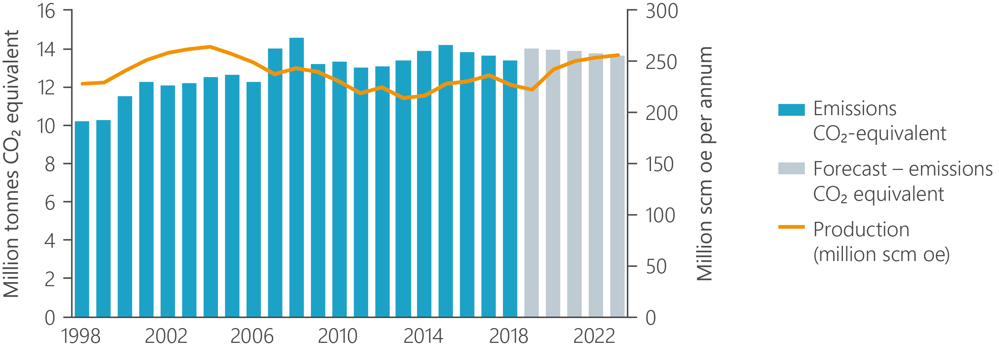 Million tonnes CO₂ equivalent
16
14
12
10
8
6
4
2
0
1998
2002
2006
2010
2014
2018
2022
300
250
200
150
100
50
0
Million scm oe per annum
Emissions
CO₂-equivalent
Forecast – emissions
CO₂ equivalent
Production
(million scm oe)